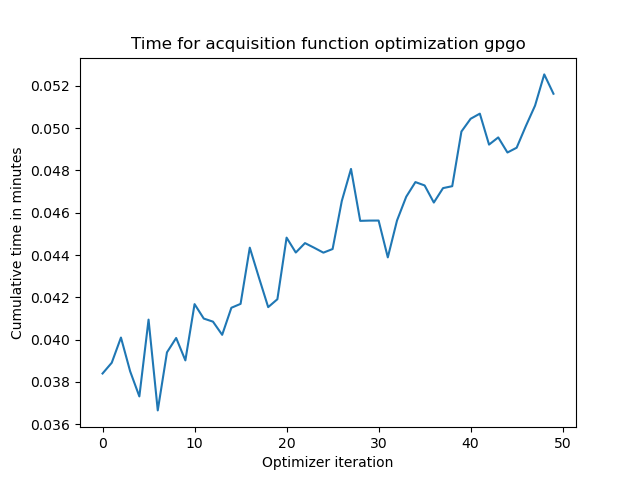 Time for acquisition function optimization gpgo
0.052
0.050
0.048
0.046
0.044
0.042
0.040
0.038
0.036
Cumulative time in minutes
0 10 20 30 40 50
Optimizer iteration